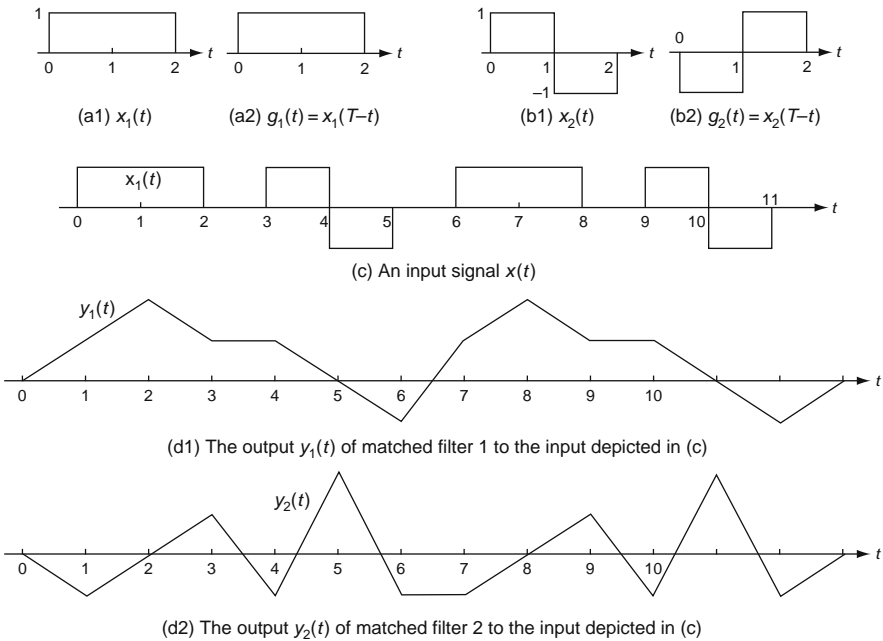 1 t 1 t
0 1 2 0 1 2
(a1) x₁(t) (a2) g₁(t) = x₁(T–t)
1 0 1 2 t –1
0 1 2 t
(b1) x₂(t) (b2) g₂(t) = x₂(T–t)
x₁(t) 11 t
0 1 2 3 4 5 6 7 8 9 10
(c) An input signal x(t)
y₁(t)
t
0 1 2 3 4 5 6 7 8 9 10
(d1) The output y₁(t) of matched filter 1 to the input depicted in (c)
y₂(t)
t
0 1 2 3 4 5 6 7 8 9 10
(d2) The output y₂(t) of matched filter 2 to the input depicted in (c)